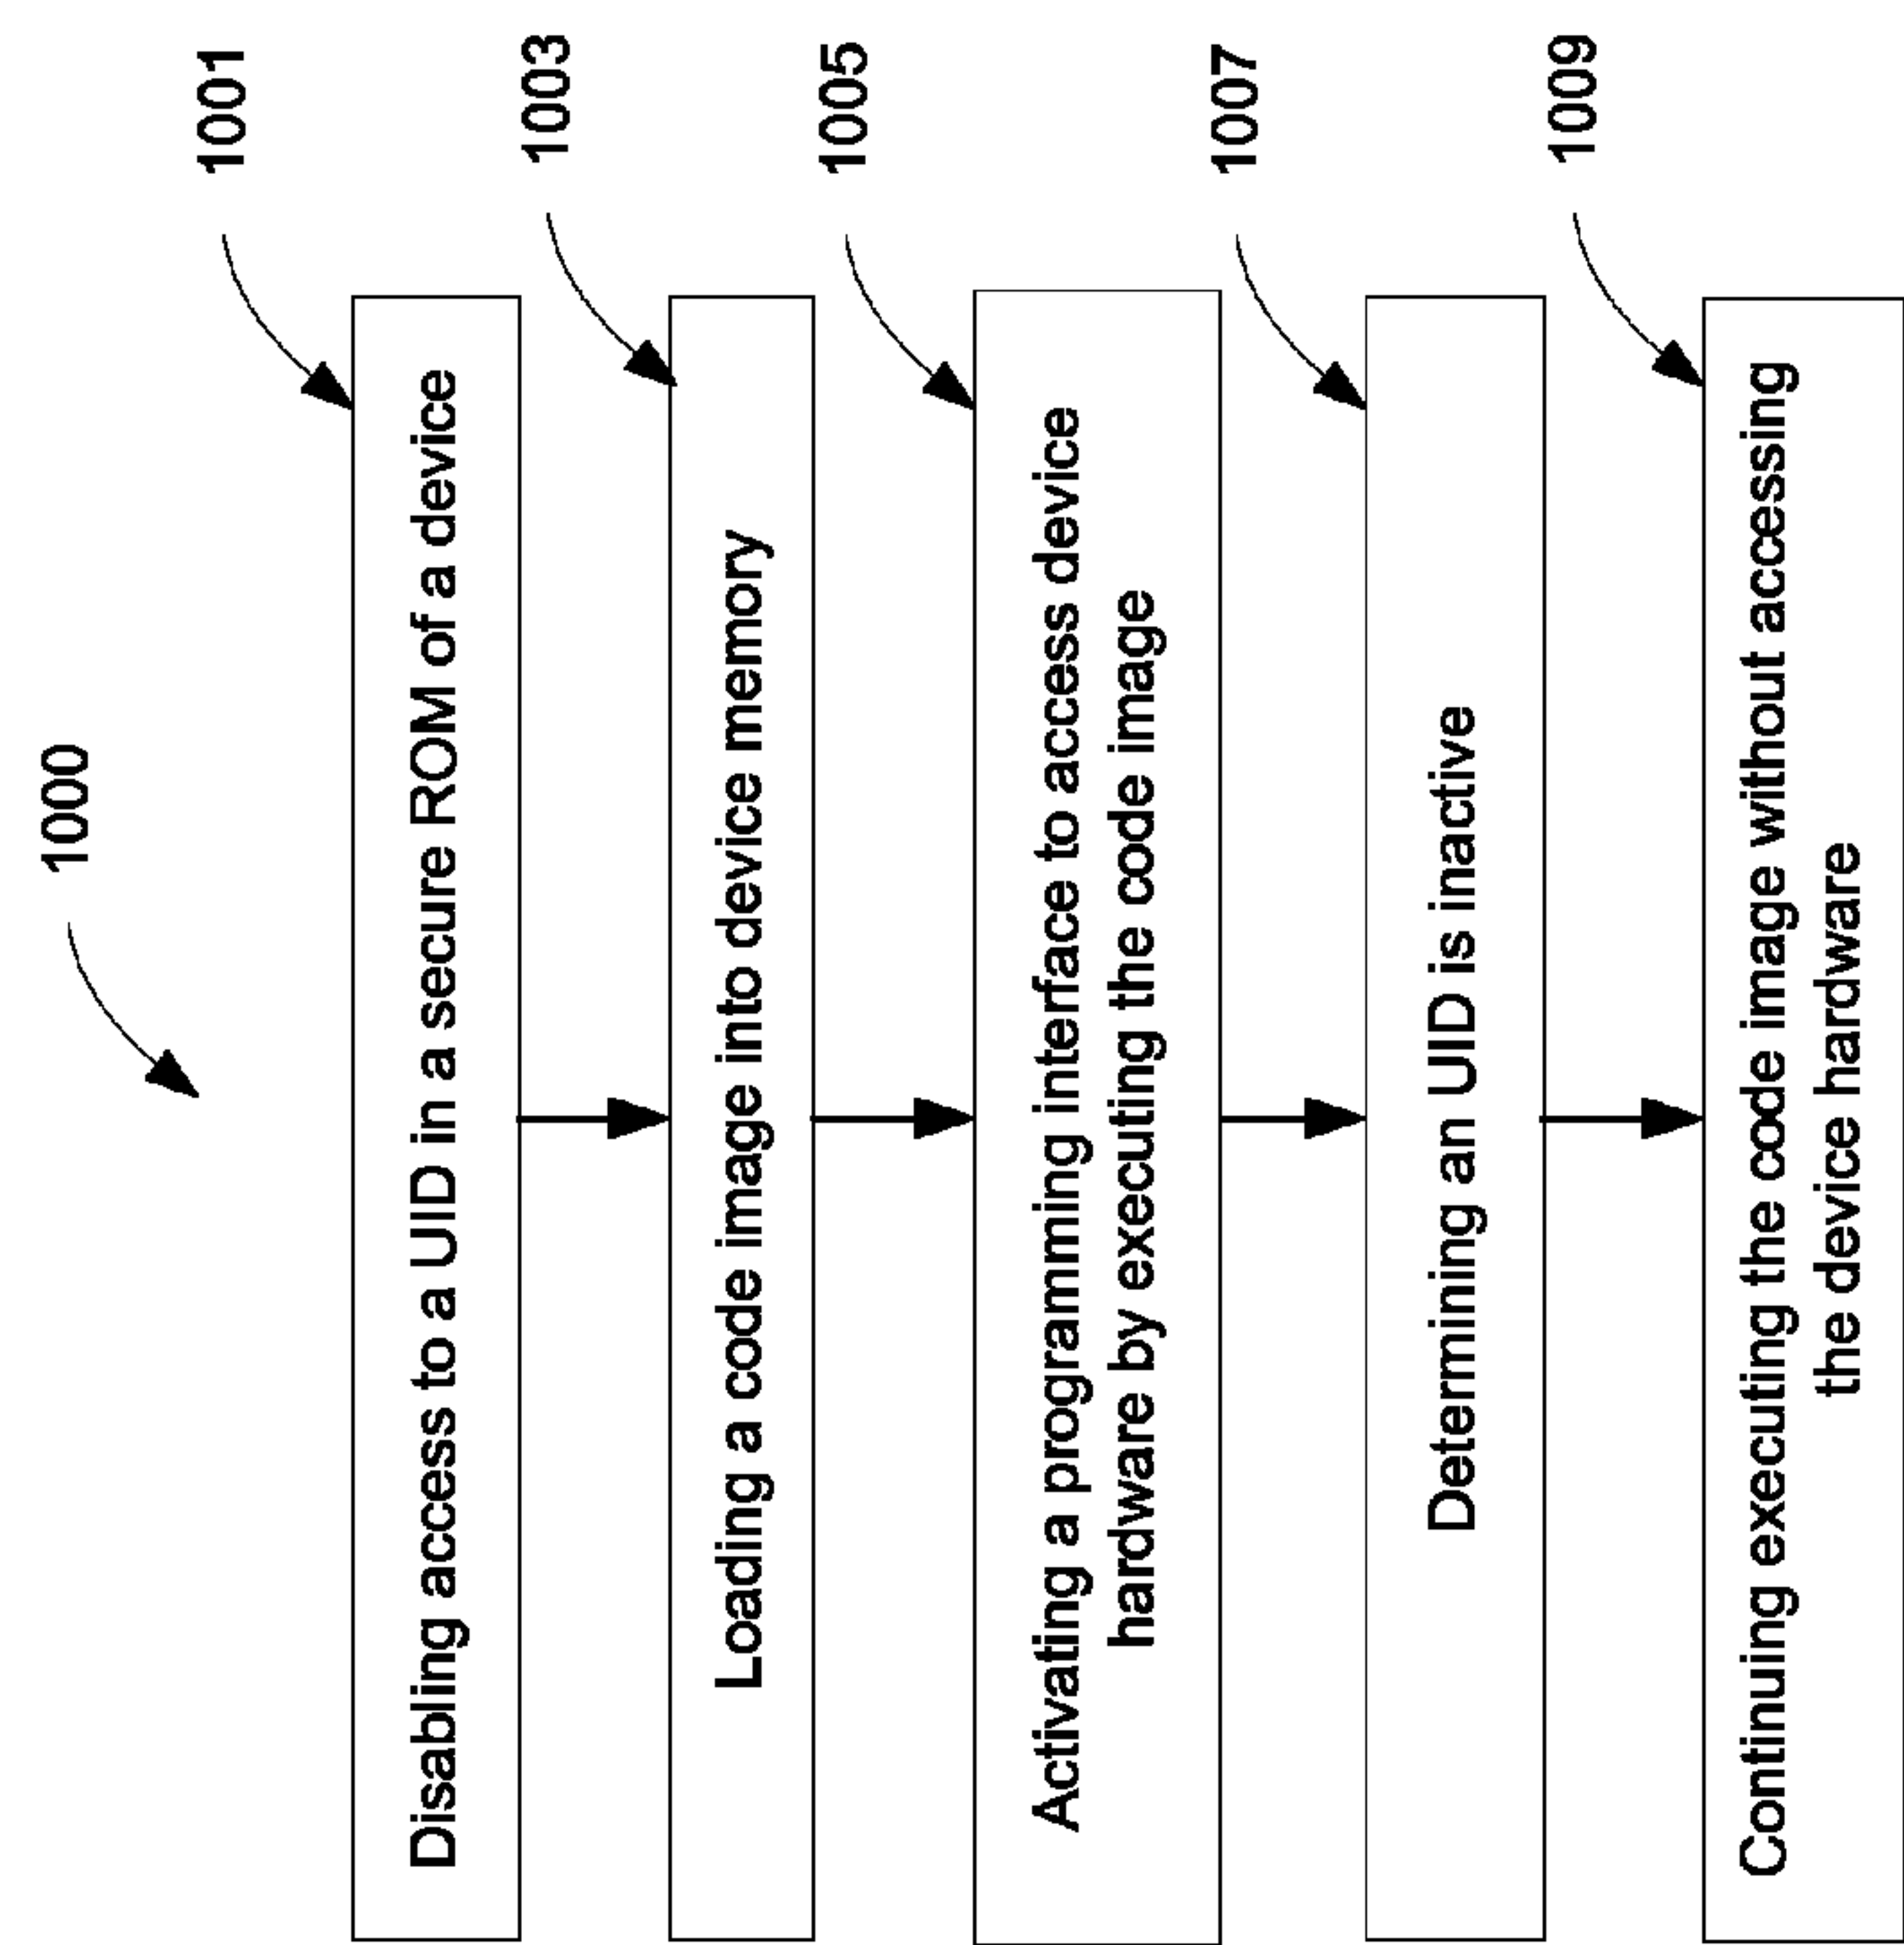 1000
1001
Disabling access to a UID in a secure ROM of a device
1003
Loading a code image into device memory
1005
Activating a programming interface to access device
hardware by executing the code image
1007
Determining an UID is inactive
1009
Continuing executing the code image without accessing
the device hardware